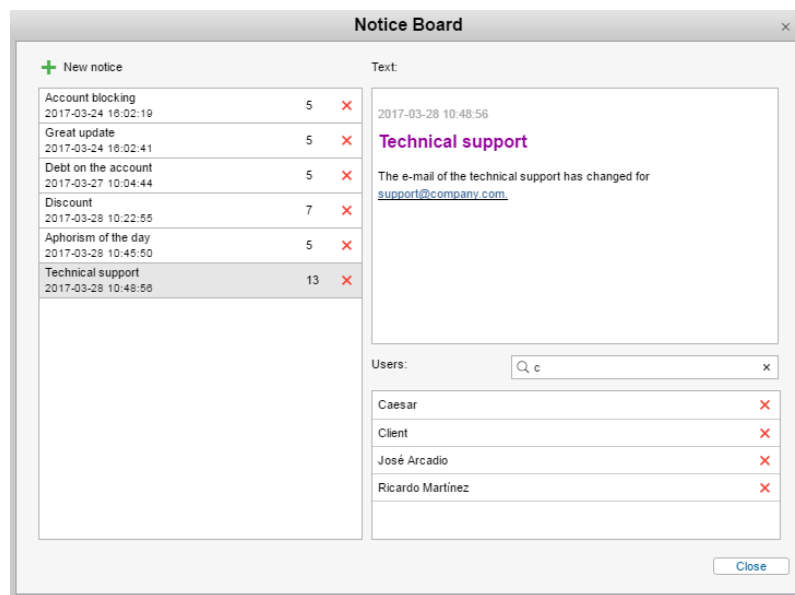 Notice Board
New notice
Account blocking
2017-03-24 16:02:19
5
Great update
2017-03-24 16:02:41
5
Debt on the account
2017-03-27 10:04:44
5
Discount
2017-03-28 10:22:55
7
Aphorism of the day
2017-03-28 10:45:50
5
Technical support
2017-03-28 10:48:56
13
Text:
2017-03-28 10:48:56
Technical support
The e-mail of the technical support has changed for
support@company.com.
Users:
c
Caesar
Client
José Arcadio
Ricardo Martínez
Close